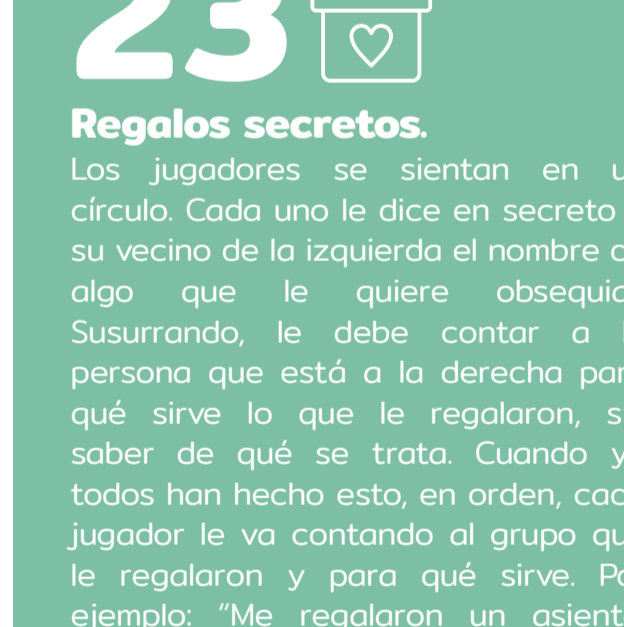 23
Regalos secretos.
Los jugadores se sientan en
círculo. Cada uno le dice en secreto
su vecino de la izquierda el nombre
algo que le quiere
Susurrando, le debe contar a
persona que está a la derecha
qué sirve lo que le regalaron,
saber de qué se trata. Cuando
todos han hecho esto, en orden,
jugador le va contando al grupo
le regalaron y para qué sirve.
ejemplo: “Me regalaron un